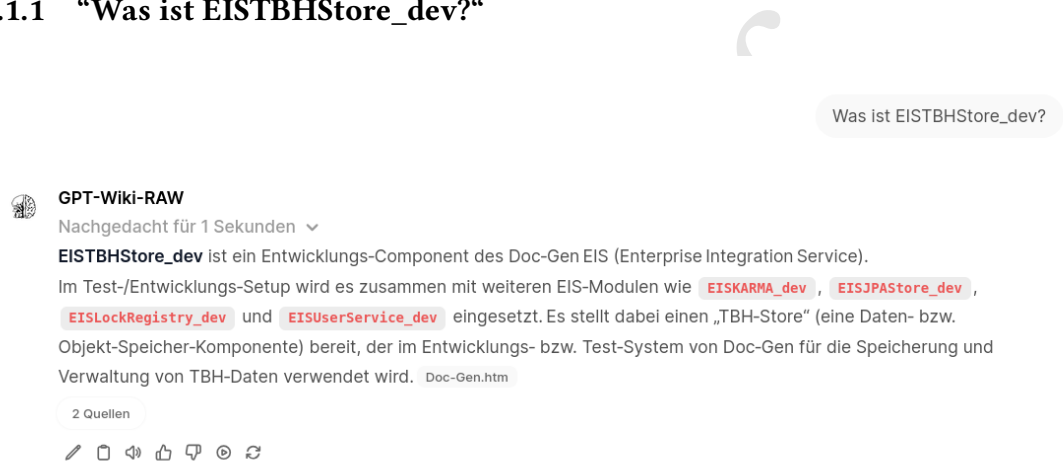 .1.1 “Was ist EISTBHStore_dev?“
Was ist EISTBHStore_dev?
GPT-Wiki-RAW
Nachgedacht für 1 Sekunden
EISTBHStore_dev ist ein Entwicklungs-Component des Doc-Gen EIS (Enterprise Integration Service).
Im Test-/Entwicklungs-Setup wird es zusammen mit weiteren EIS-Modulen wie EISKARMA_dev, EISJPAStore_dev,
EISLockRegistry_dev und EISUserService_dev eingesetzt. Es stellt dabei einen „TBH-Store“ (eine Daten- bzw.
Objekt-Speicher-Komponente) bereit, der im Entwicklungs- bzw. Test-System von Doc-Gen für die Speicherung und
Verwaltung von TBH-Daten verwendet wird. Doc-Gen.htm
2 Quellen